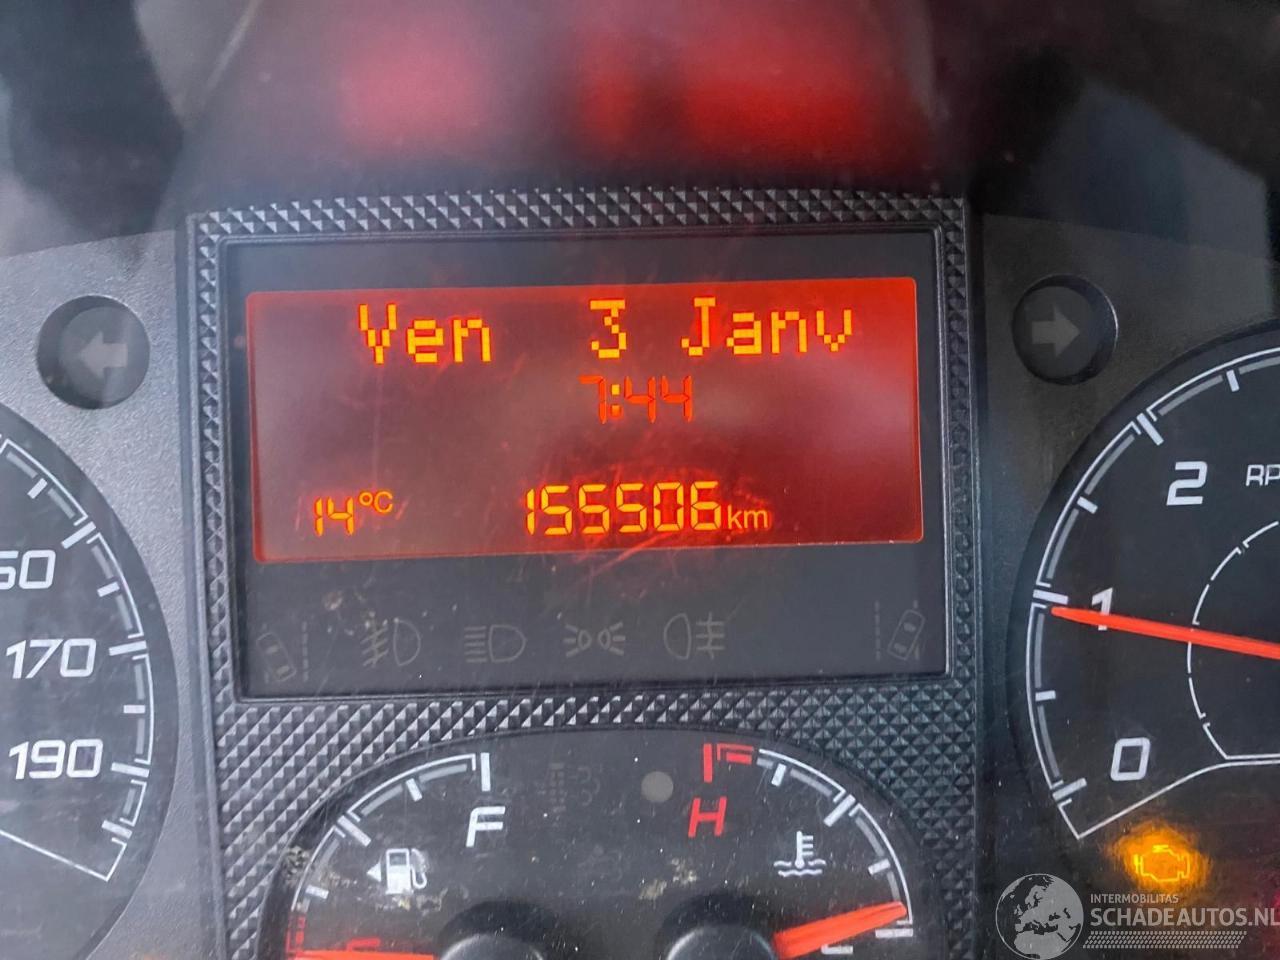 Ven 3 Janv
7:44
14°C 155506km
2
1
0
170
190
F
H
INTERMOBILITAS
SCHADEAUTOS.NL